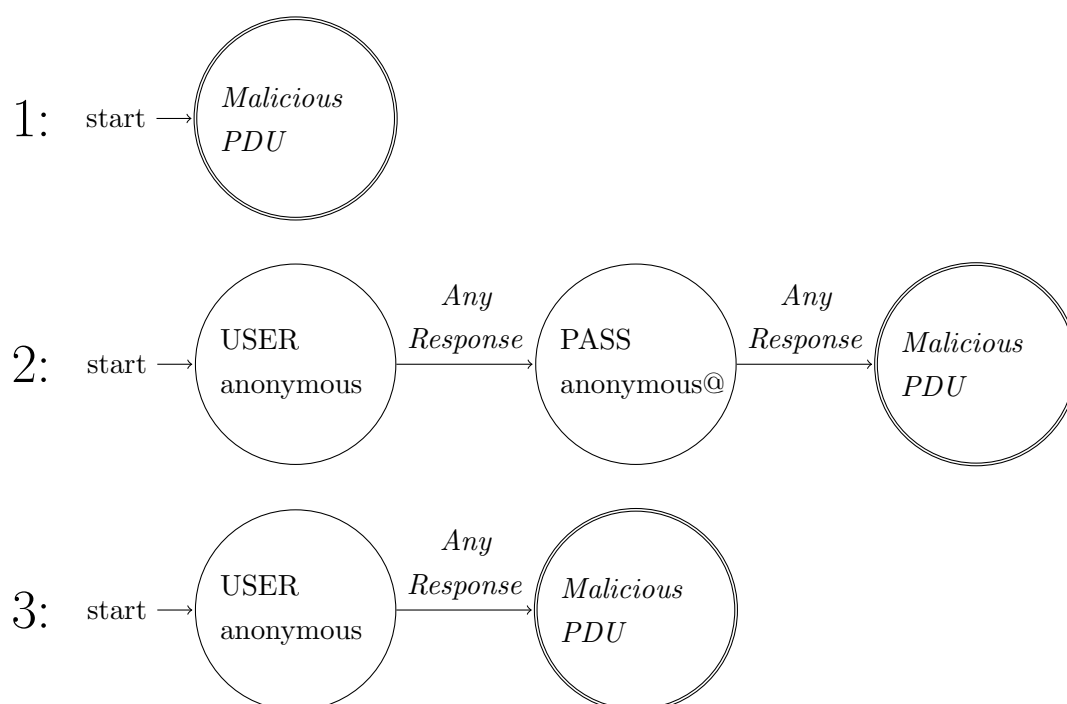 1:
start
Malicious
PDU
2:
start
USER
anonymous
Any
Response
PASS
anonymous@
Any
Response
Malicious
PDU
3:
start
USER
anonymous
Any
Response
Malicious
PDU